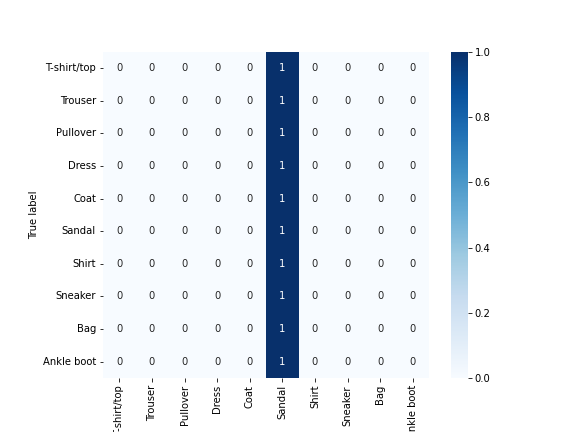 T-shirt/top 0 0 0 0 0 1 0 0 0 0
Trouser 0 0 0 0 0 1 0 0 0 0
Pullover 0 0 0 0 0 1 0 0 0 0
Dress 0 0 0 0 0 1 0 0 0 0
Coat 0 0 0 0 0 1 0 0 0 0
Sandal 0 0 0 0 0 1 0 0 0 0
Shirt 0 0 0 0 0 1 0 0 0 0
Sneaker 0 0 0 0 0 1 0 0 0 0
Bag 0 0 0 0 0 1 0 0 0 0
Ankle boot 0 0 0 0 0 1 0 0 0 0
True label
-shirt/top
Trouser
Pullover
Dress
Coat
Sandal
Shirt
Sneaker
Bag
nkle boot
1.0
0.8
0.6
0.4
0.2
0.0